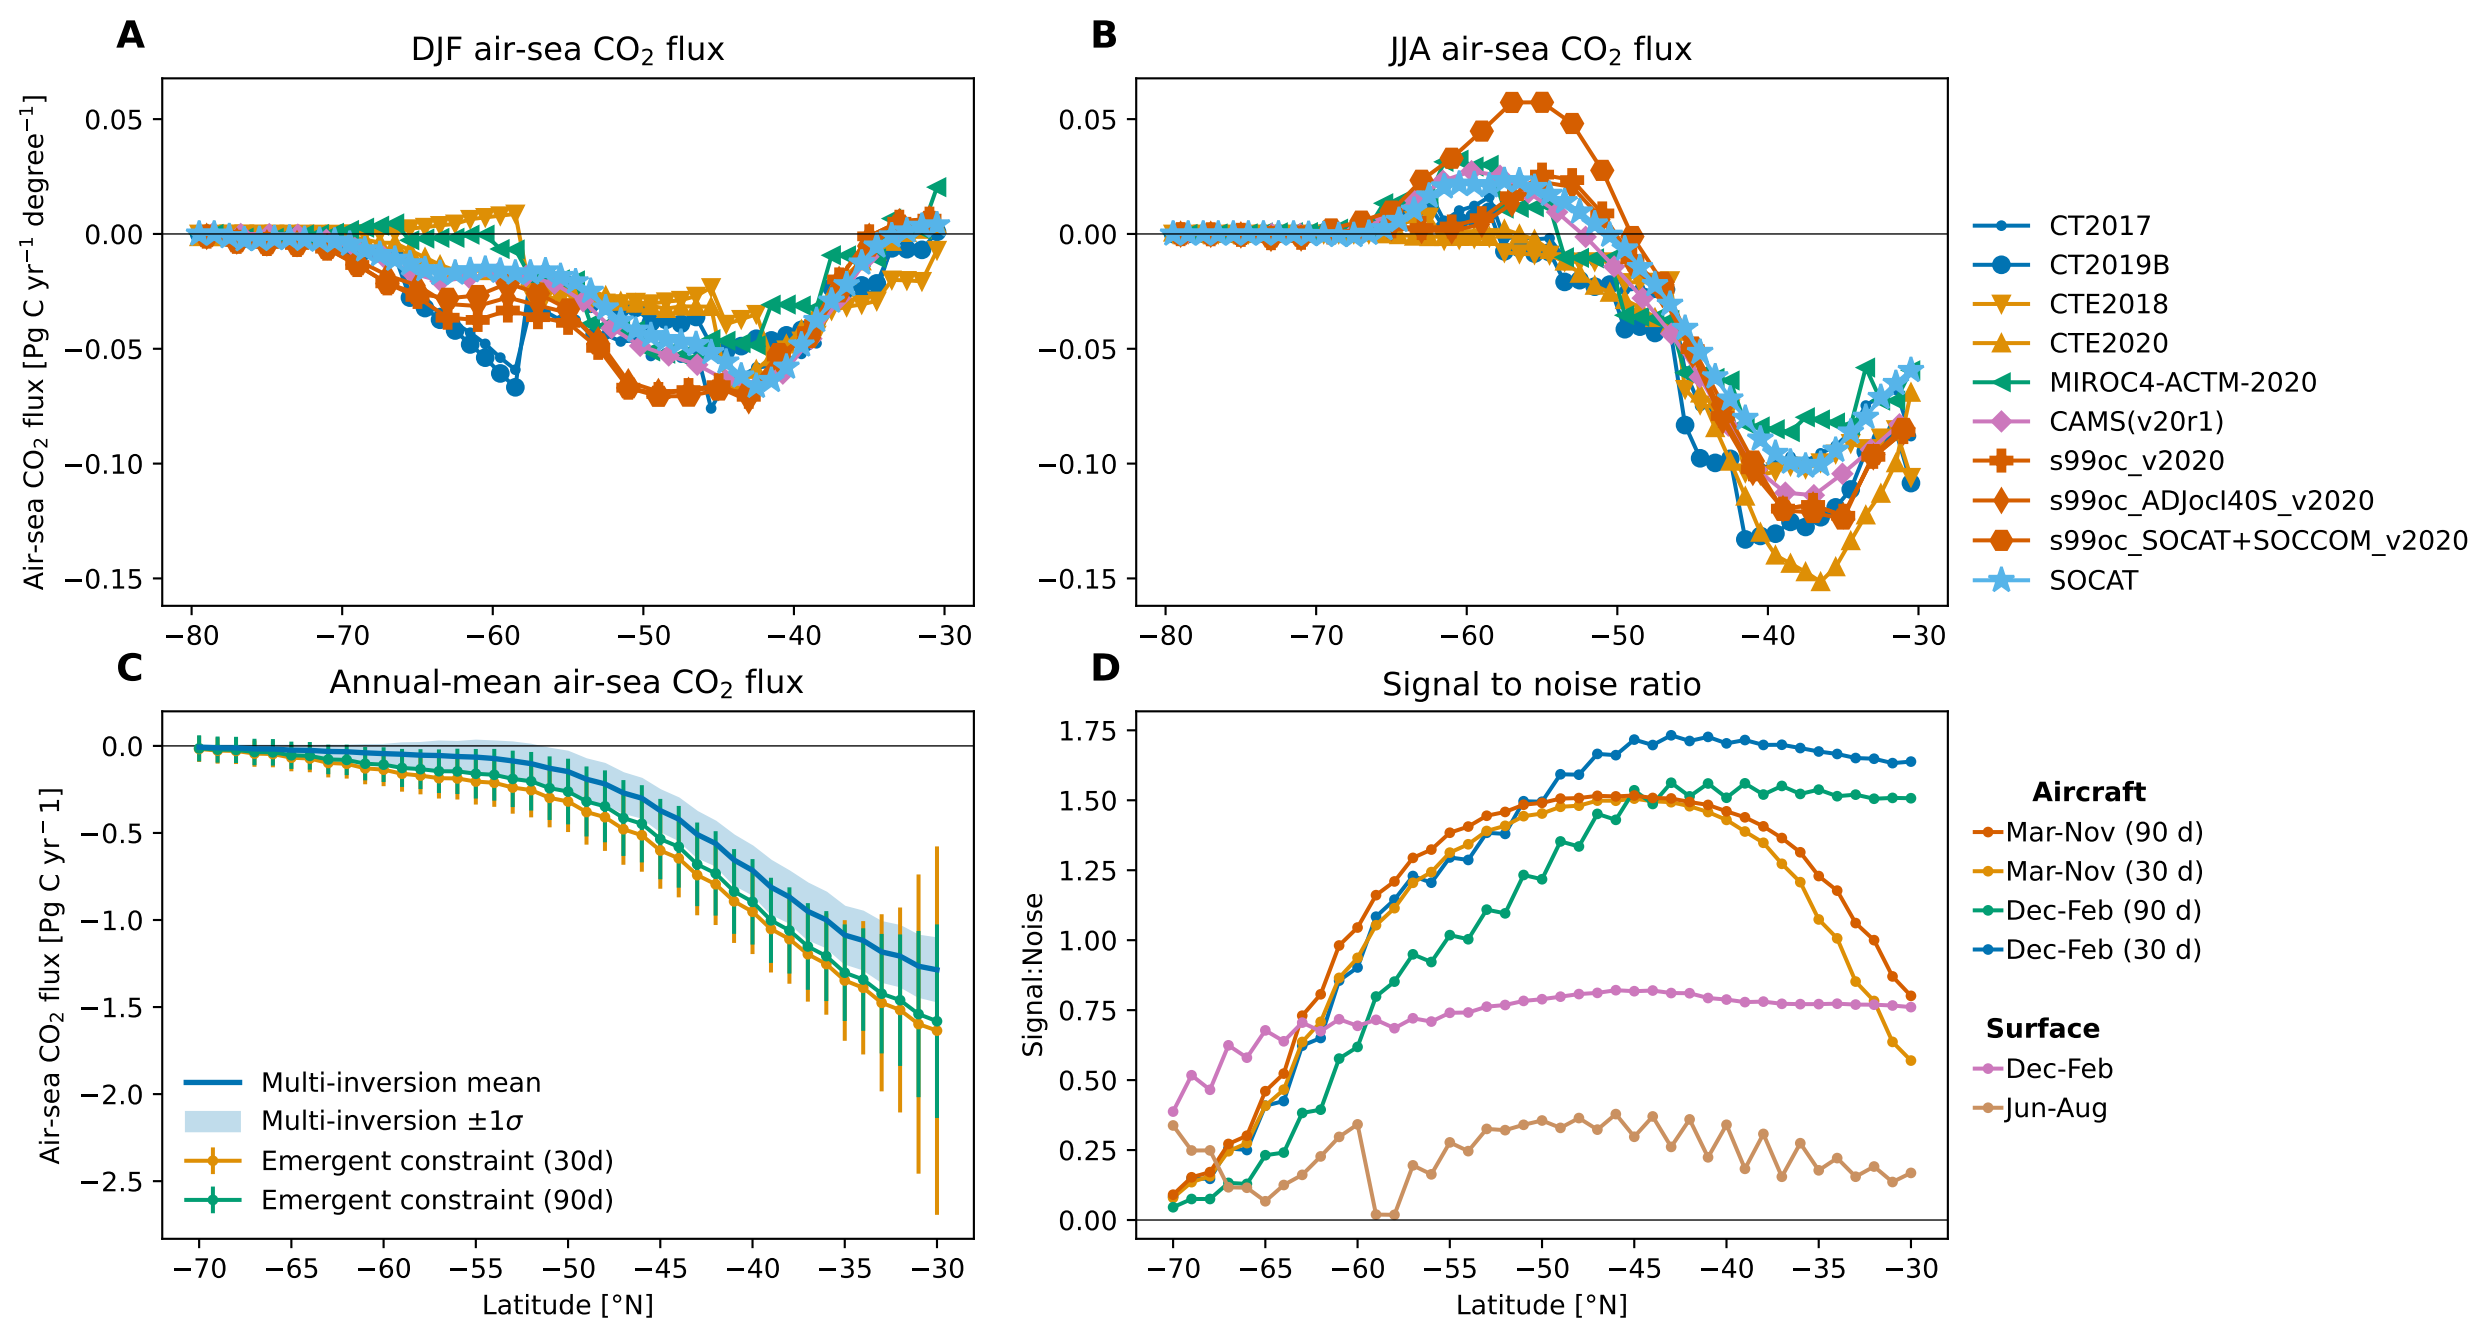 A
DJF air-sea CO₂ flux
Air-sea CO₂ flux [Pg C yr⁻¹ degree⁻¹]
0.05
0.00
−0.05
−0.10
−0.15
−80 −70 −60 −50 −40 −30
B
JJA air-sea CO₂ flux
0.05
0.00
−0.05
−0.10
−0.15
−80 −70 −60 −50 −40 −30
CT2017
CT2019B
CTE2018
CTE2020
MIROC4-ACTM-2020
CAMS(v20r1)
s99oc_v2020
s99oc_ADJocI40S_v2020
s99oc_SOCAT+SOCCOM_v2020
SOCAT
C
Annual-mean air-sea CO₂ flux
Air-sea CO₂ flux [Pg C yr⁻ 1]
0.0
−0.5
−1.0
−1.5
−2.0
−2.5
Multi-inversion mean
Multi-inversion ±1σ
Emergent constraint (30d)
Emergent constraint (90d)
−70 −65 −60 −55 −50 −45 −40 −35 −30
Latitude [°N]
D
Signal to noise ratio
Signal:Noise
1.75
1.50
1.25
1.00
0.75
0.50
0.25
0.00
−70 −65 −60 −55 −50 −45 −40 −35 −30
Latitude [°N]
Aircraft
Mar-Nov (90 d)
Mar-Nov (30 d)
Dec-Feb (90 d)
Dec-Feb (30 d)
Surface
Dec-Feb
Jun-Aug